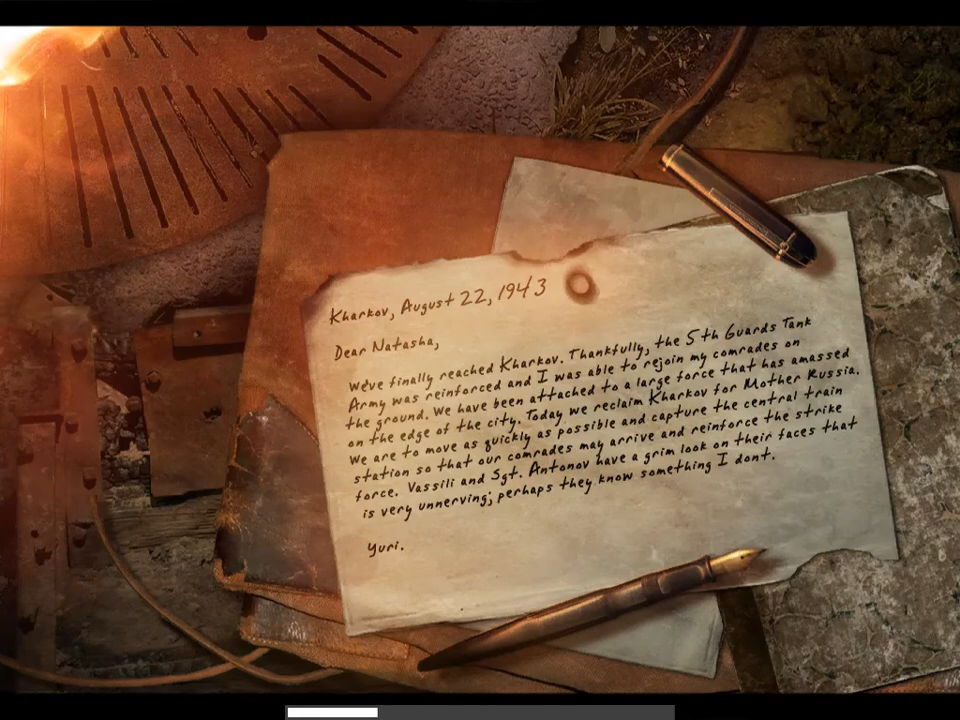 Kharkov, August 22, 1943
Dear Natasha,
We've finally reached Kharkov. Thankfully, the 5th Guards Tank
Army was reinforced and I was able to rejoin my comrades on
the ground. We have been attached to a large force that has amassed
on the edge of the city. Today we reclaim Kharkov for Mother Russia.
We are to move as quickly as possible and capture the central train
station so that our comrades may arrive and reinforce the strike
force. Vassili and Sgt. Antonov have a grim look on their faces that
is very unnerving; perhaps they know something I dont.
Yuri.